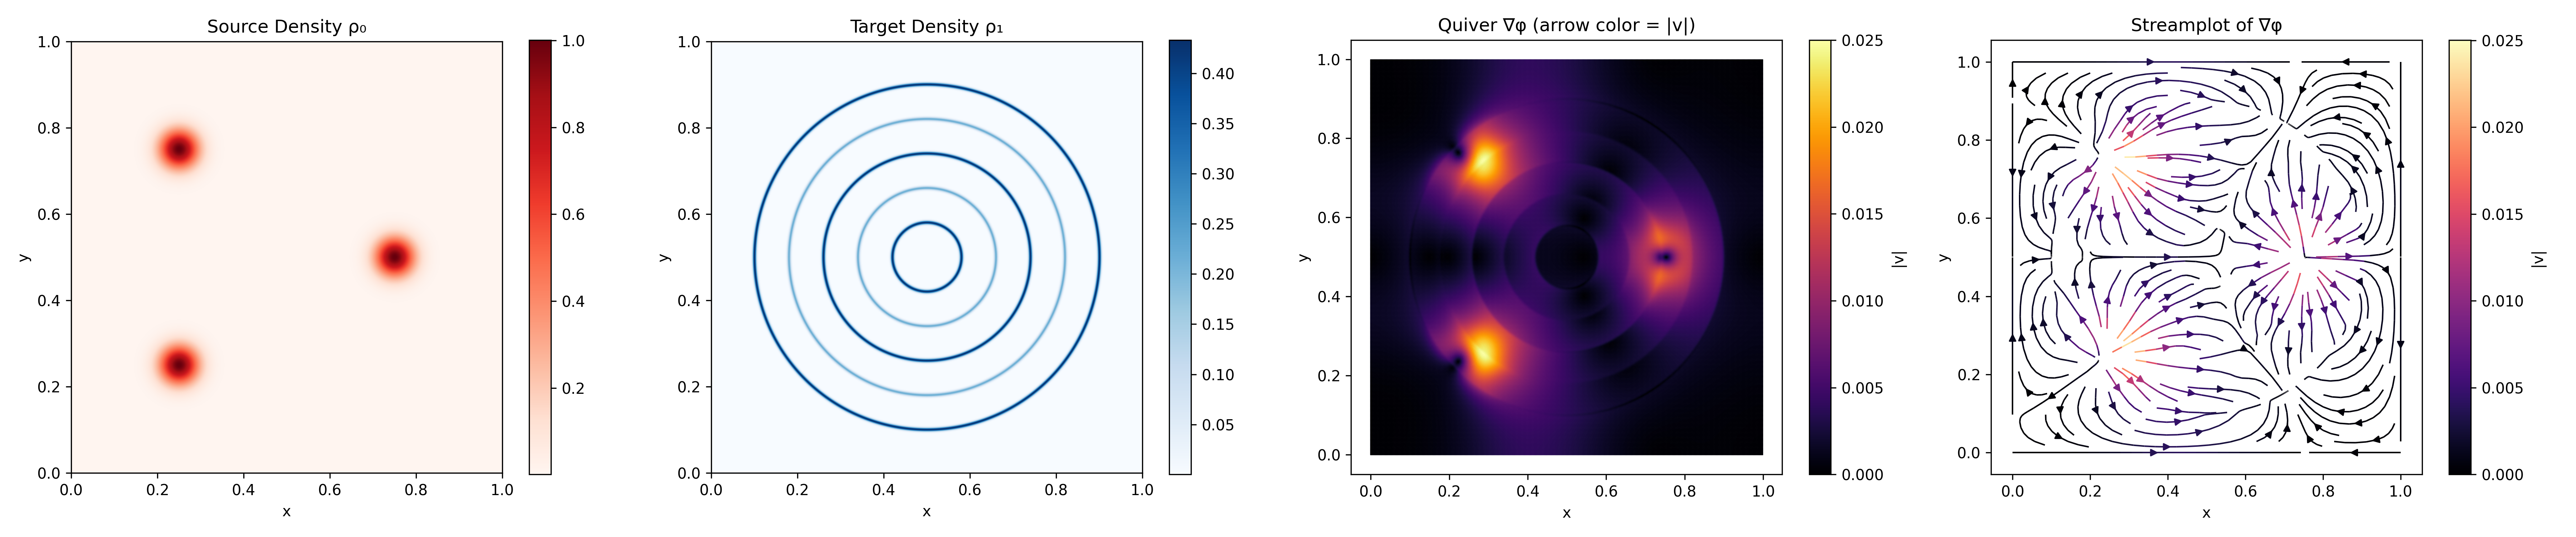 Source Density ρ₀
1.0
0.8
0.6
0.4
0.2
0.0
y
0.0 0.2 0.4 0.6 0.8 1.0
x
1.0
0.8
0.6
0.4
0.2
Target Density ρ₁
1.0
0.8
0.6
0.4
0.2
0.0
y
0.0 0.2 0.4 0.6 0.8 1.0
x
0.40
0.35
0.30
0.25
0.20
0.15
0.10
0.05
Quiver ∇φ (arrow color = |v|)
1.0
0.8
0.6
0.4
0.2
0.0
y
0.0 0.2 0.4 0.6 0.8 1.0
x
0.025
0.020
0.015
0.010
0.005
0.000
|v|
Streamplot of ∇φ
1.0
0.8
0.6
0.4
0.2
0.0
y
0.0 0.2 0.4 0.6 0.8 1.0
x
0.025
0.020
0.015
0.010
0.005
0.000
|v|